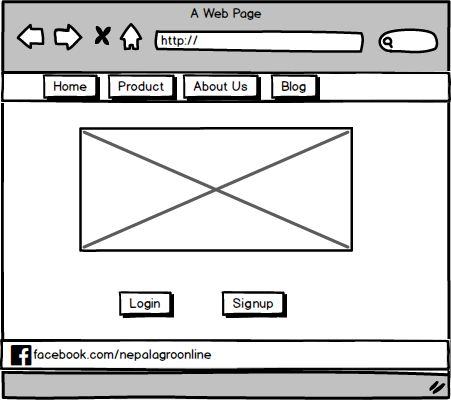 A Web Page
http://
Home Product About Us Blog
Login Signup
f facebook.com/nepalagroonline